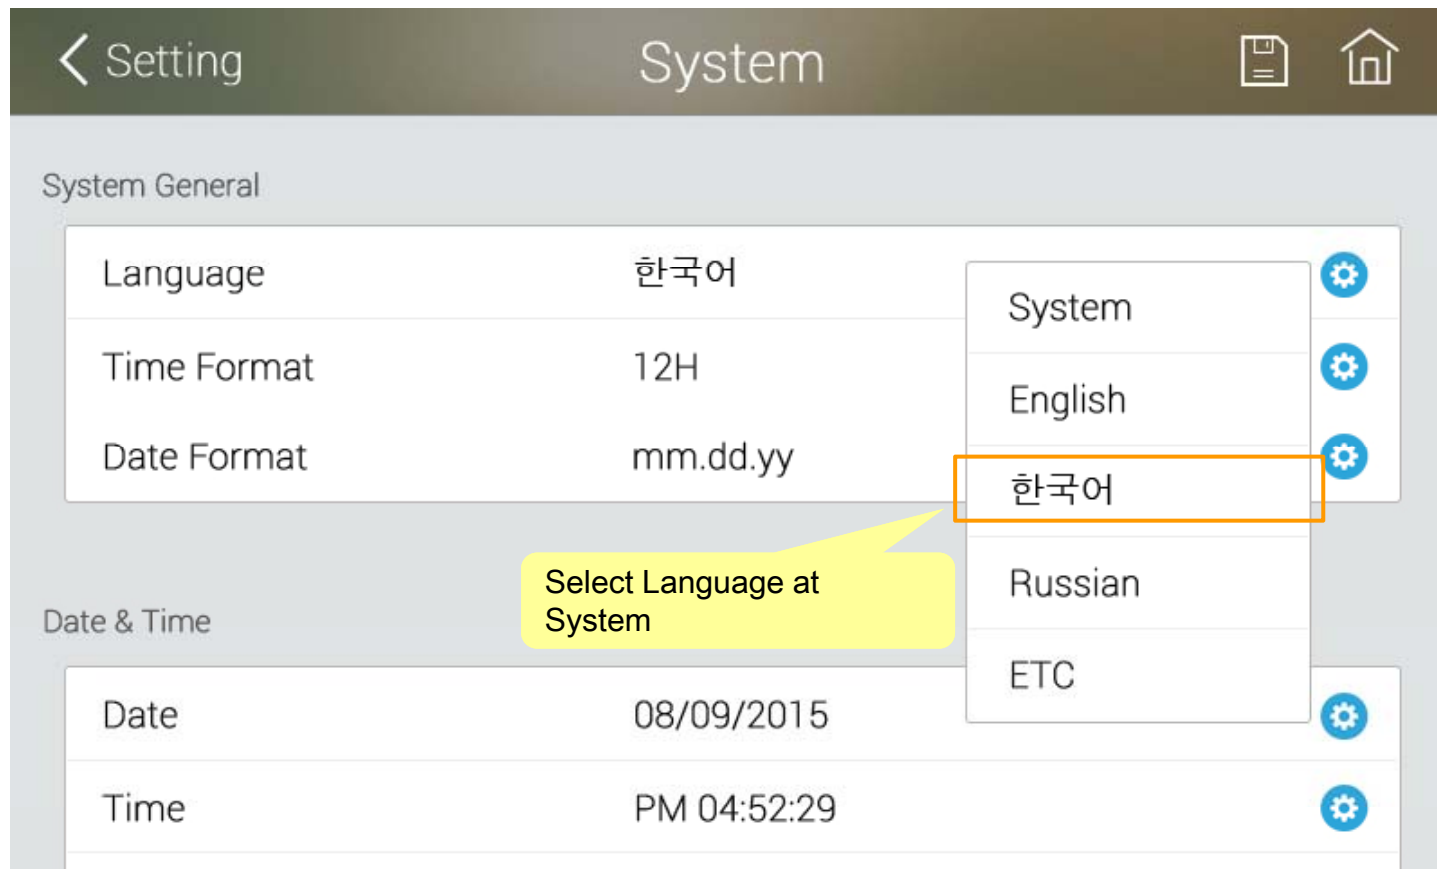 Setting
System
System General
Language 한국어
Time Format 12H
Date Format mm.dd.yy
System
English
한국어
Russian
ETC
Select Language at
System
Date & Time
Date 08/09/2015
Time PM 04:52:29